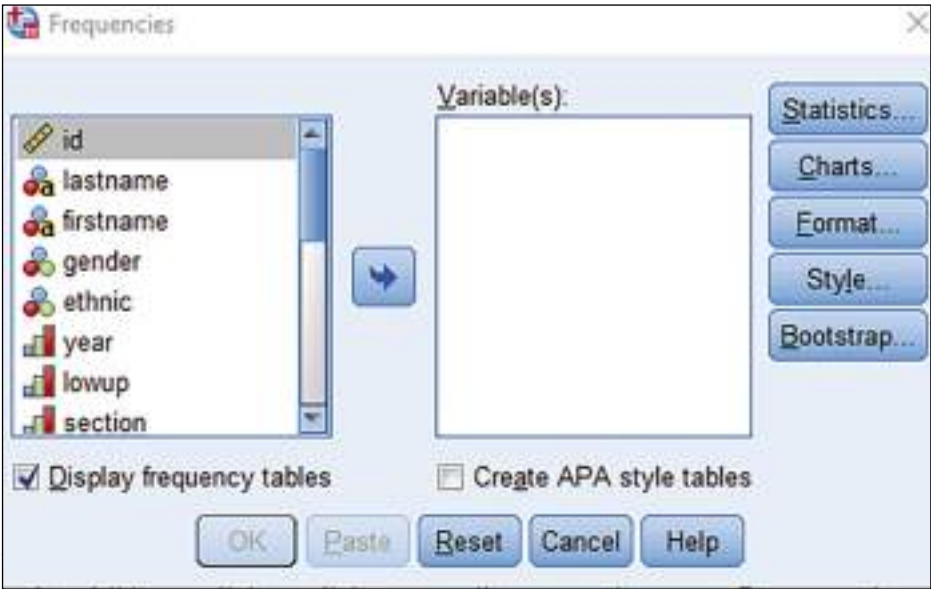 Frequencies
Variable(s):
id
lastname
firstname
gender
ethnic
year
lowup
section
Statistics...
Charts...
Format...
Style...
Bootstrap...
Display frequency tables
Create APA style tables
OK Paste Reset Cancel Help